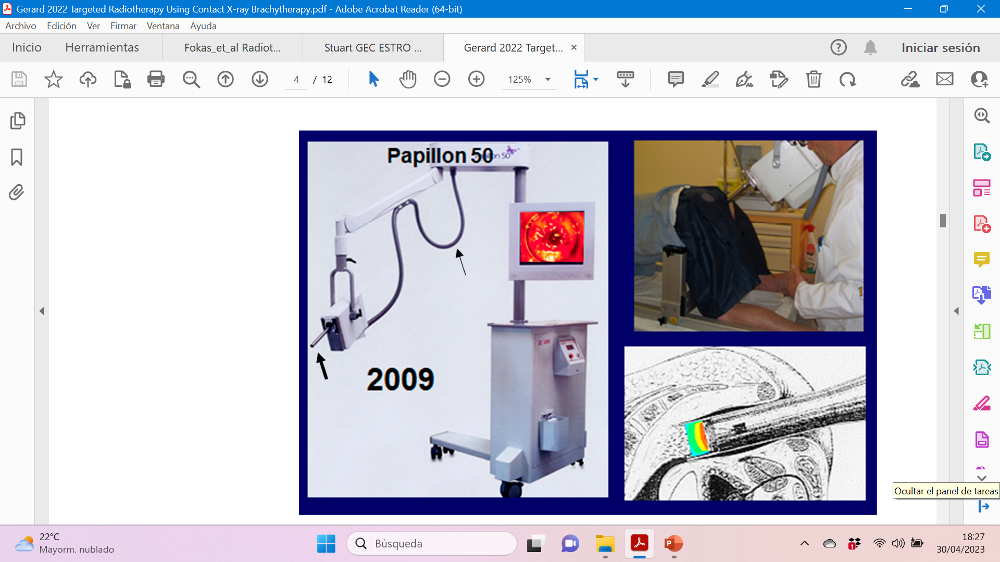 Gerard 2022 Targeted Radiotherapy Using Contact X-ray Brachytherapy.pdf - Adobe Acrobat Reader (64-bit)
Archivo Edición Ver Firmar Ventana Ayuda
Inicio Herramientas Fokas_et_al Radiot... Stuart GEC ESTRO ... Gerard 2022 Target... Iniciar sesión
4 / 12 125%
Papillon 50
2009
Ocultar el panel de tareas
22°C
Mayorm. nublado
Búsqueda
1
18:27
30/04/2023